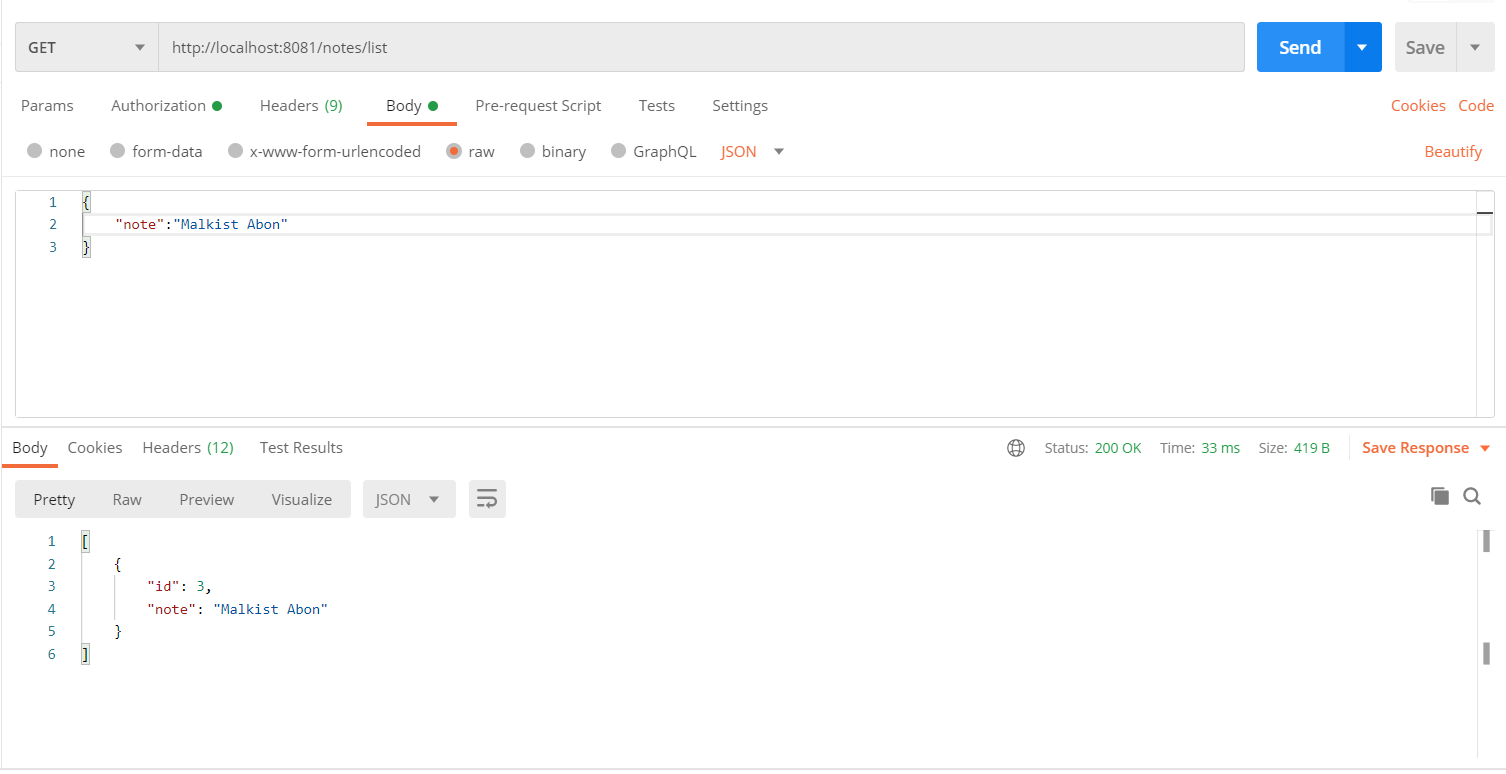 GET http://localhost:8081/notes/list Send Save
Params Authorization Headers (9) Body Pre-request Script Tests Settings Cookies Code
none form-data x-www-form-urlencoded raw binary GraphQL JSON Beautify
1 {
2 "note":"Malkist Abon"
3 }
Body Cookies Headers (12) Test Results Status: 200 OK Time: 33 ms Size: 419 B Save Response
Pretty Raw Preview Visualize JSON
1 [
2 {
3 "id": 3,
4 "note": "Malkist Abon"
5 }
6 ]